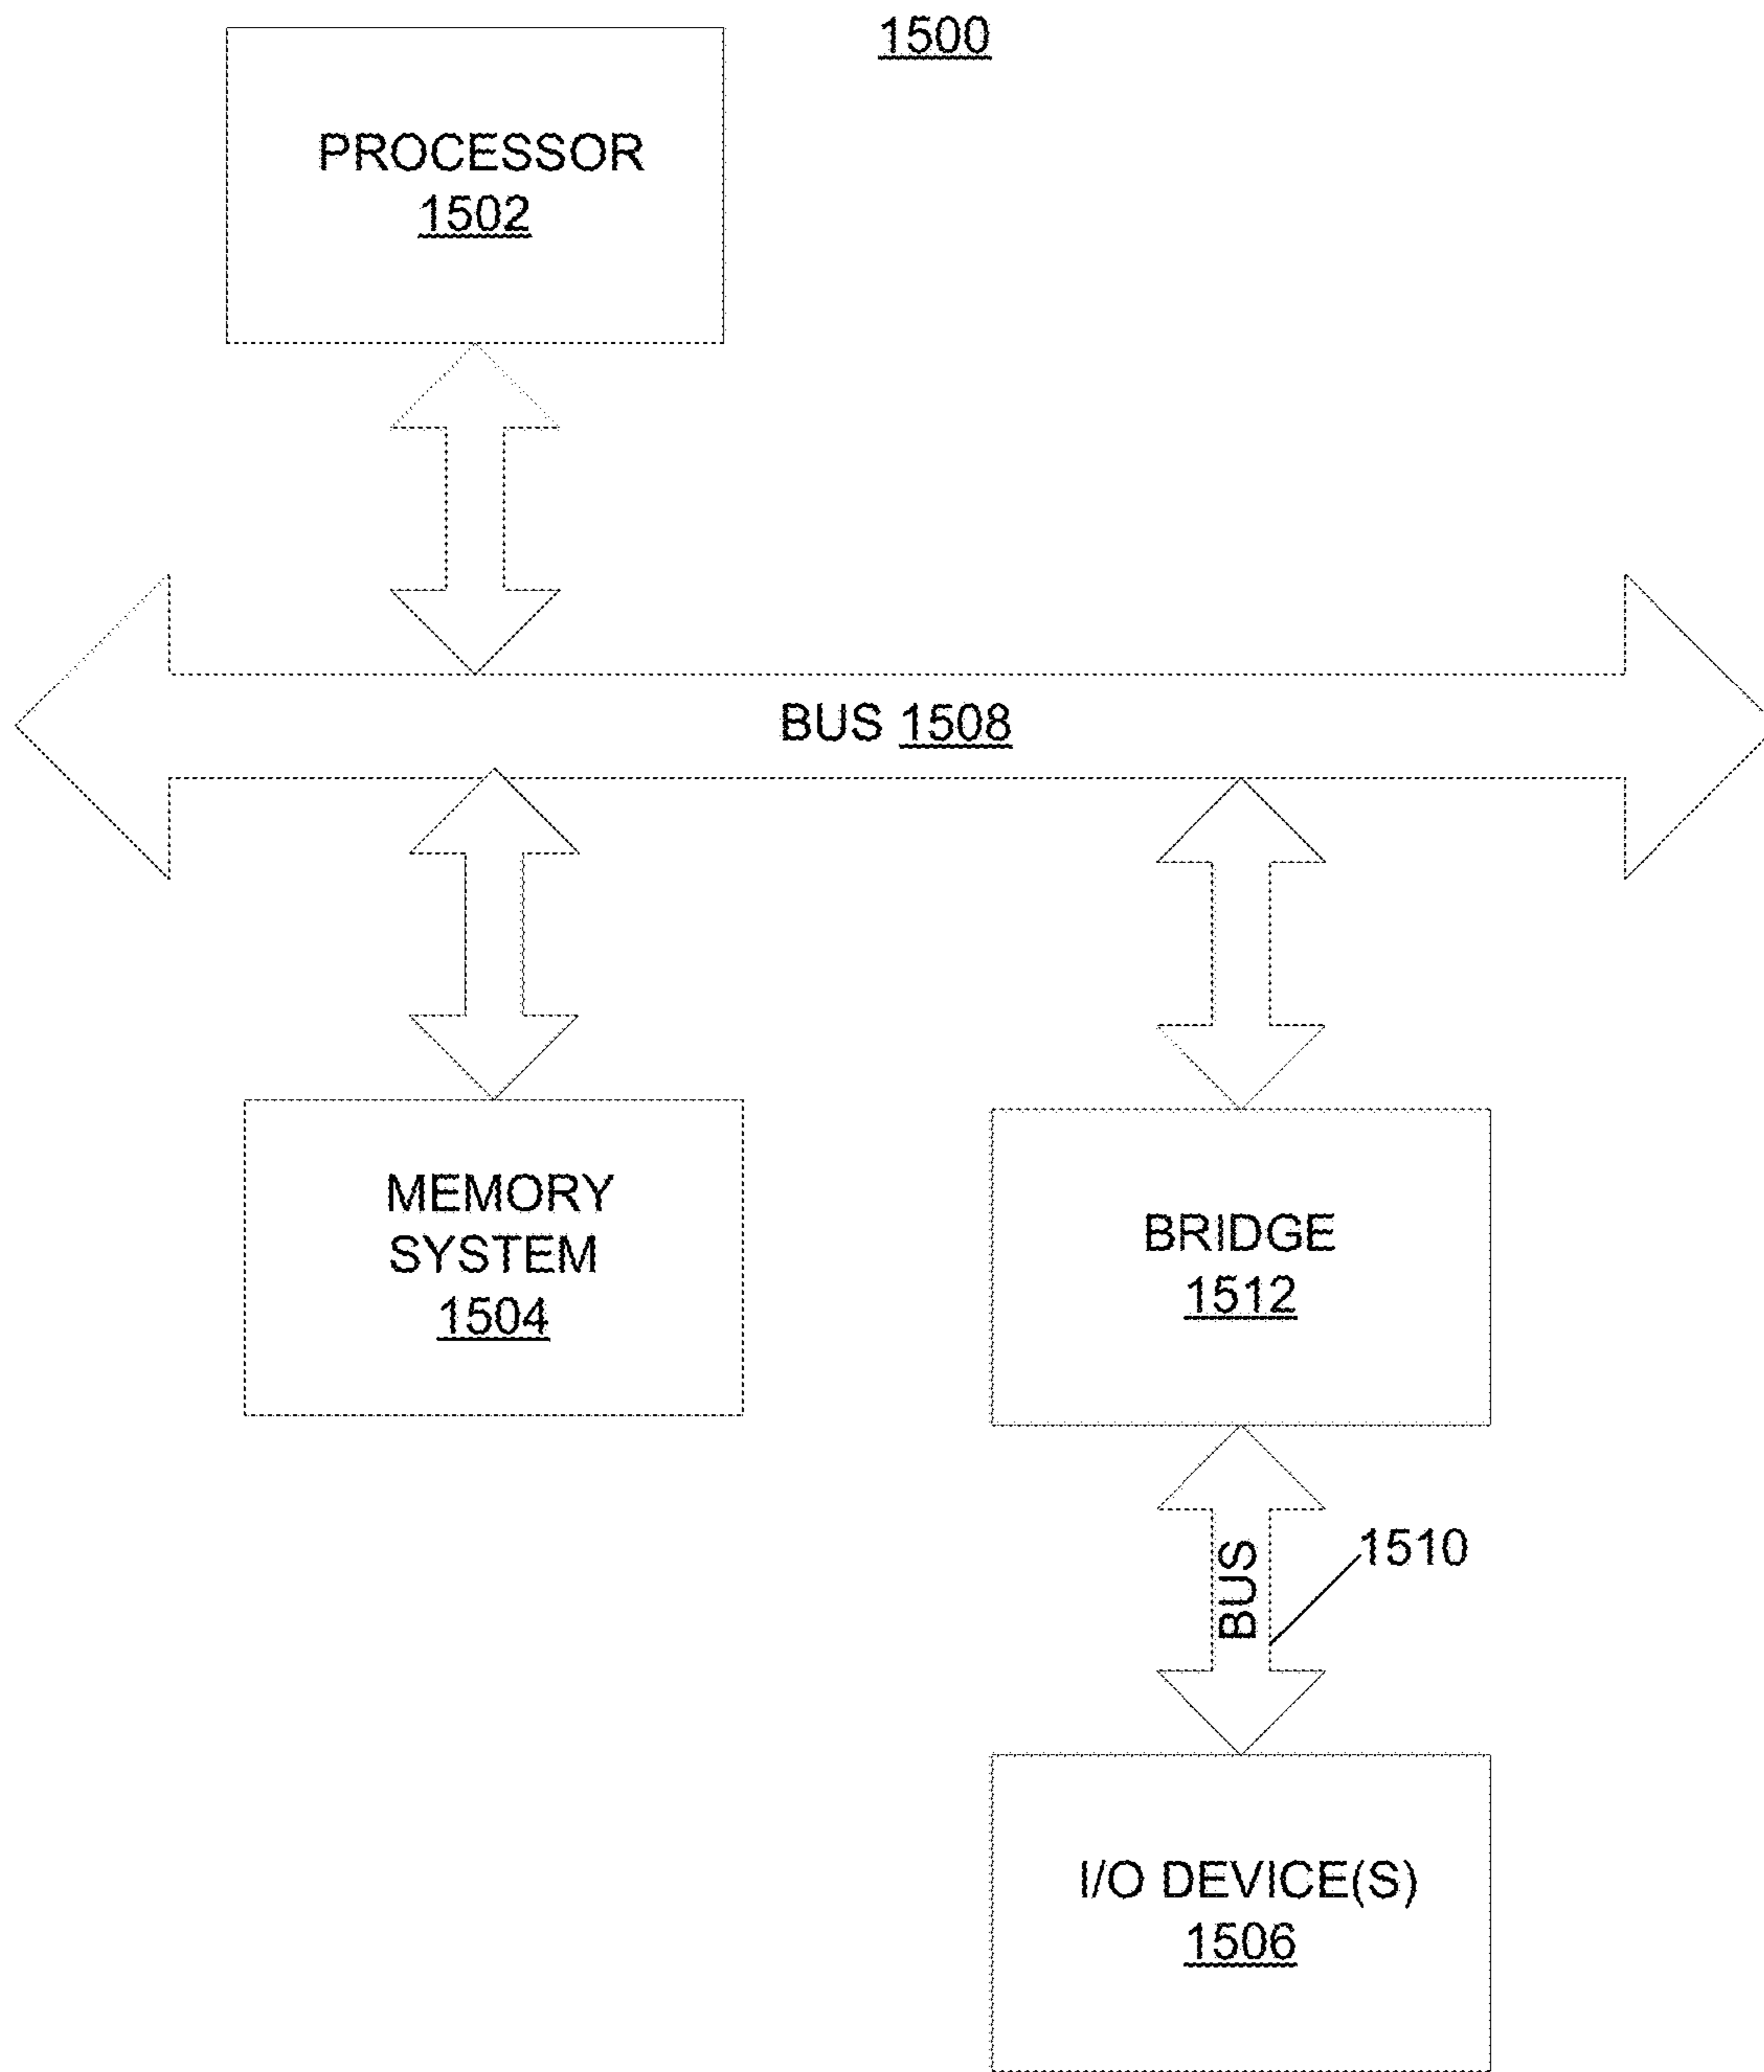 1500
PROCESSOR
1502
BUS 1508
MEMORY
SYSTEM
1504
BRIDGE
1512
BUS
1510
I/O DEVICE(S)
1506